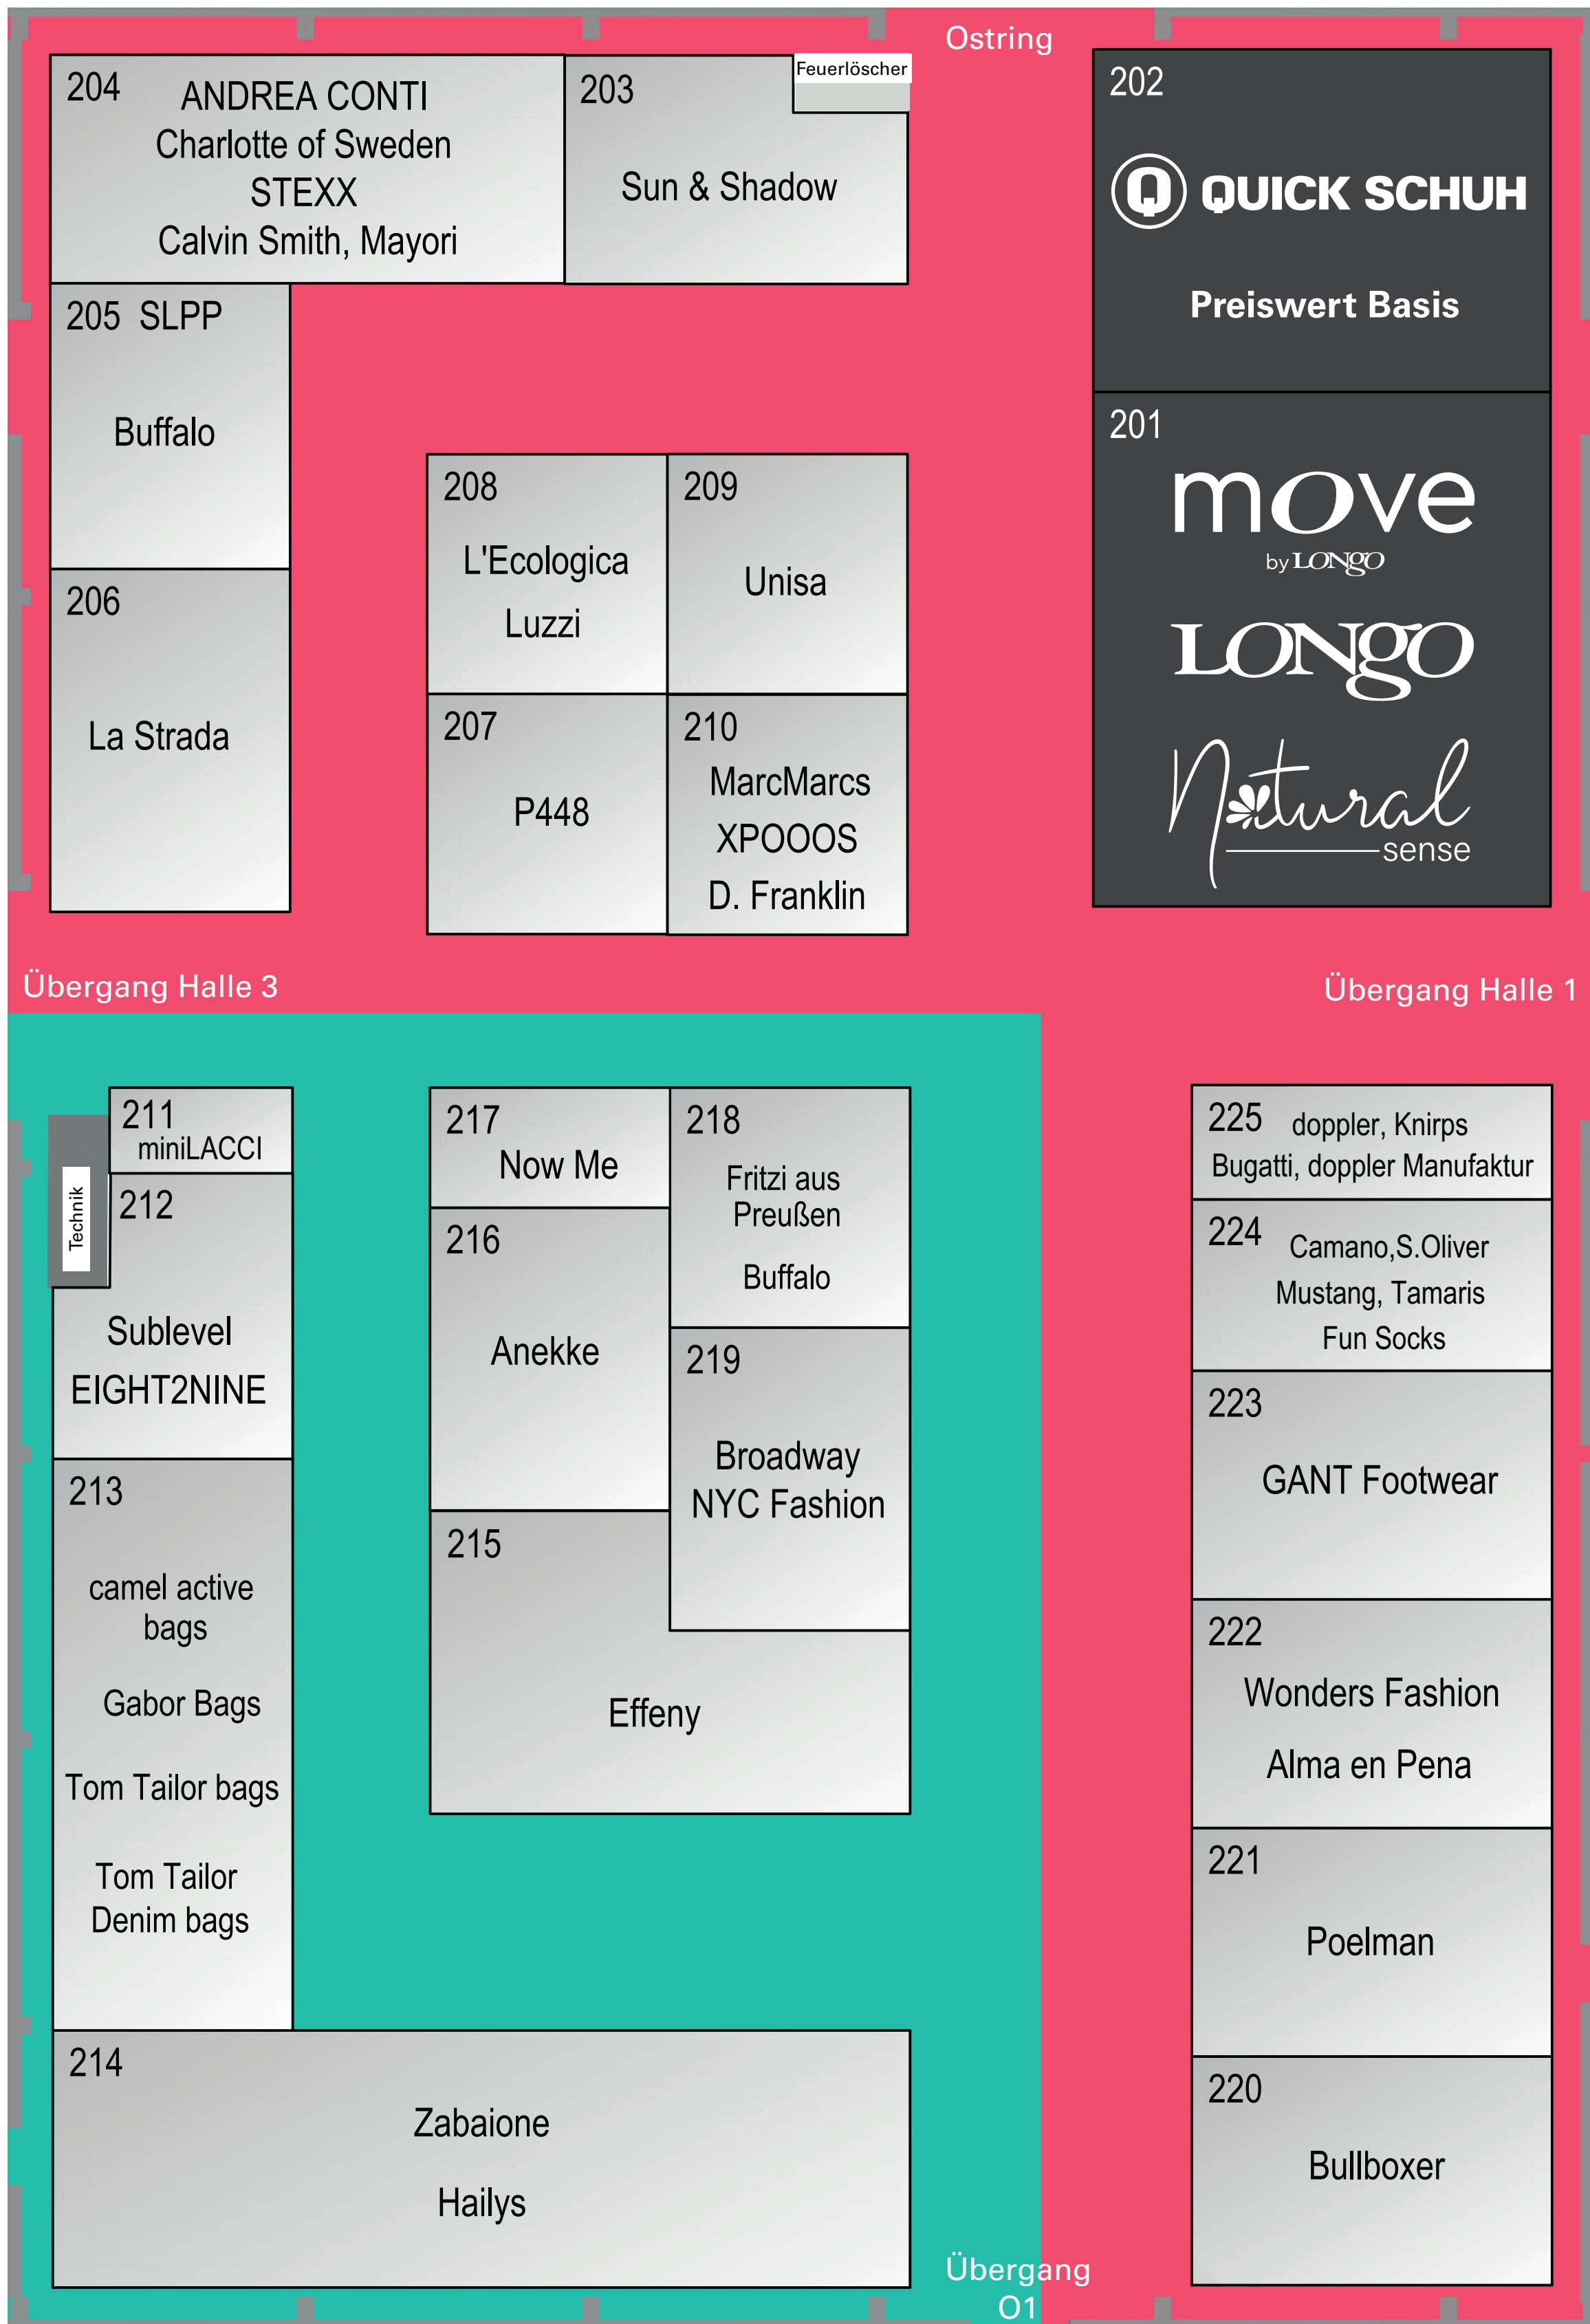 Ostring
204
ANDREA CONTI
Charlotte of Sweden
STEXX
Calvin Smith, Mayori
203
Feuerlöscher
Sun & Shadow
202
Q QUICK SCHUH
Preiswert Basis
205 SLPP
Buffalo
201
move
by LONGO
LONGO
Natural
sense
206
La Strada
208
L'Ecologica
Luzzi
209
Unisa
207
P448
210
MarcMarcs
XPOOOS
D. Franklin
Übergang Halle 3
Übergang Halle 1
211
miniLACCI
Technik
212
Sublevel
EIGHT2NINE
213
camel active
bags
Gabor Bags
Tom Tailor bags
Tom Tailor
Denim bags
217
Now Me
218
Fritzi aus
Preußen
Buffalo
216
Anekke
219
Broadway
NYC Fashion
215
Effeny
214
Zabaione
Hailys
225 doppler, Knirps
Bugatti, doppler Manufaktur
224 Camano,S.Oliver
Mustang, Tamaris
Fun Socks
223
GANT Footwear
222
Wonders Fashion
Alma en Pena
221
Poelman
220
Bullboxer
Übergang
O1